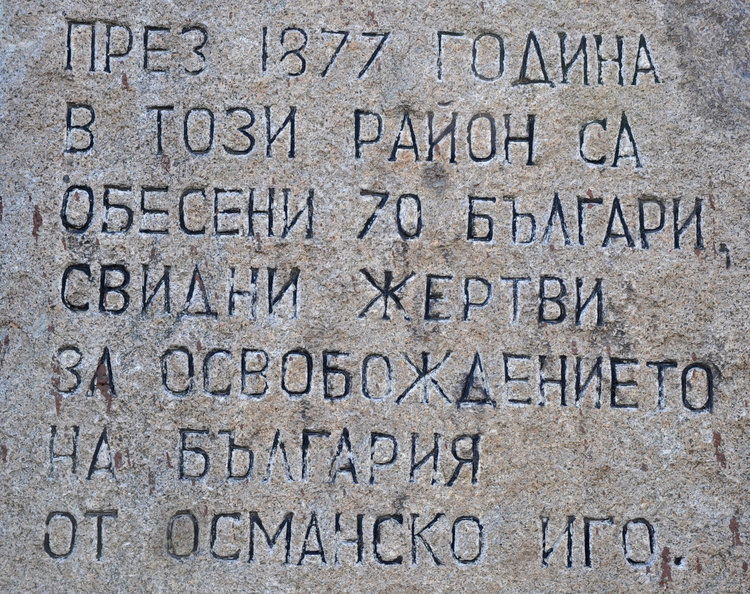 ПРЕЗ 1877 ГОДИНА
В ТОЗИ РАЙОН СА
ОБЕСЕНИ 70 БЪЛГАРИ,
СВИДНИ ЖЕРТВИ
ЗА ОСВОБОЖДЕНИЕТО
НА БЪЛГАРИЯ
ОТ ОСМАНСКО ИГО.